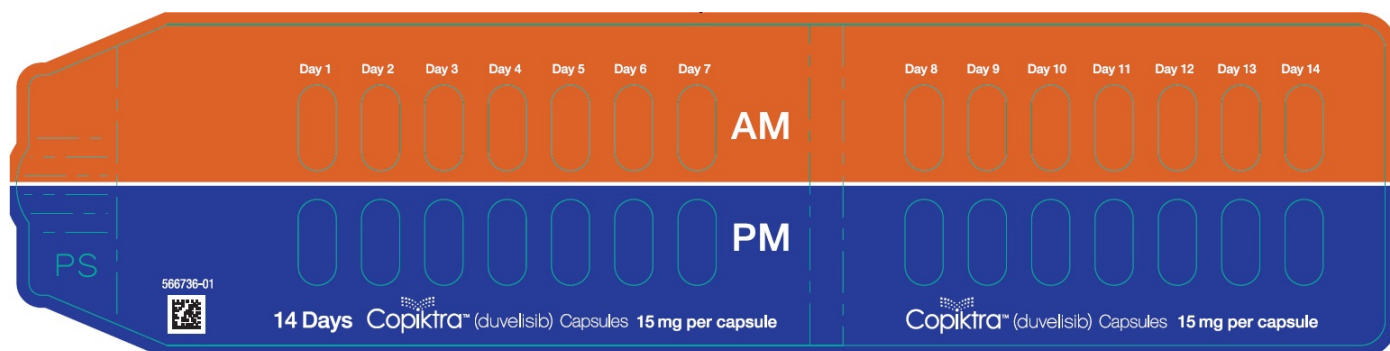 Day 1 Day 2 Day 3 Day 4 Day 5 Day 6 Day 7 Day 8 Day 9 Day 10 Day 11 Day 12 Day 13 Day 14
AM
PM
PS
566736-01
14 Days Copiktra™ (duvelisib) Capsules 15 mg per capsule
Copiktra™ (duvelisib) Capsules 15 mg per capsule